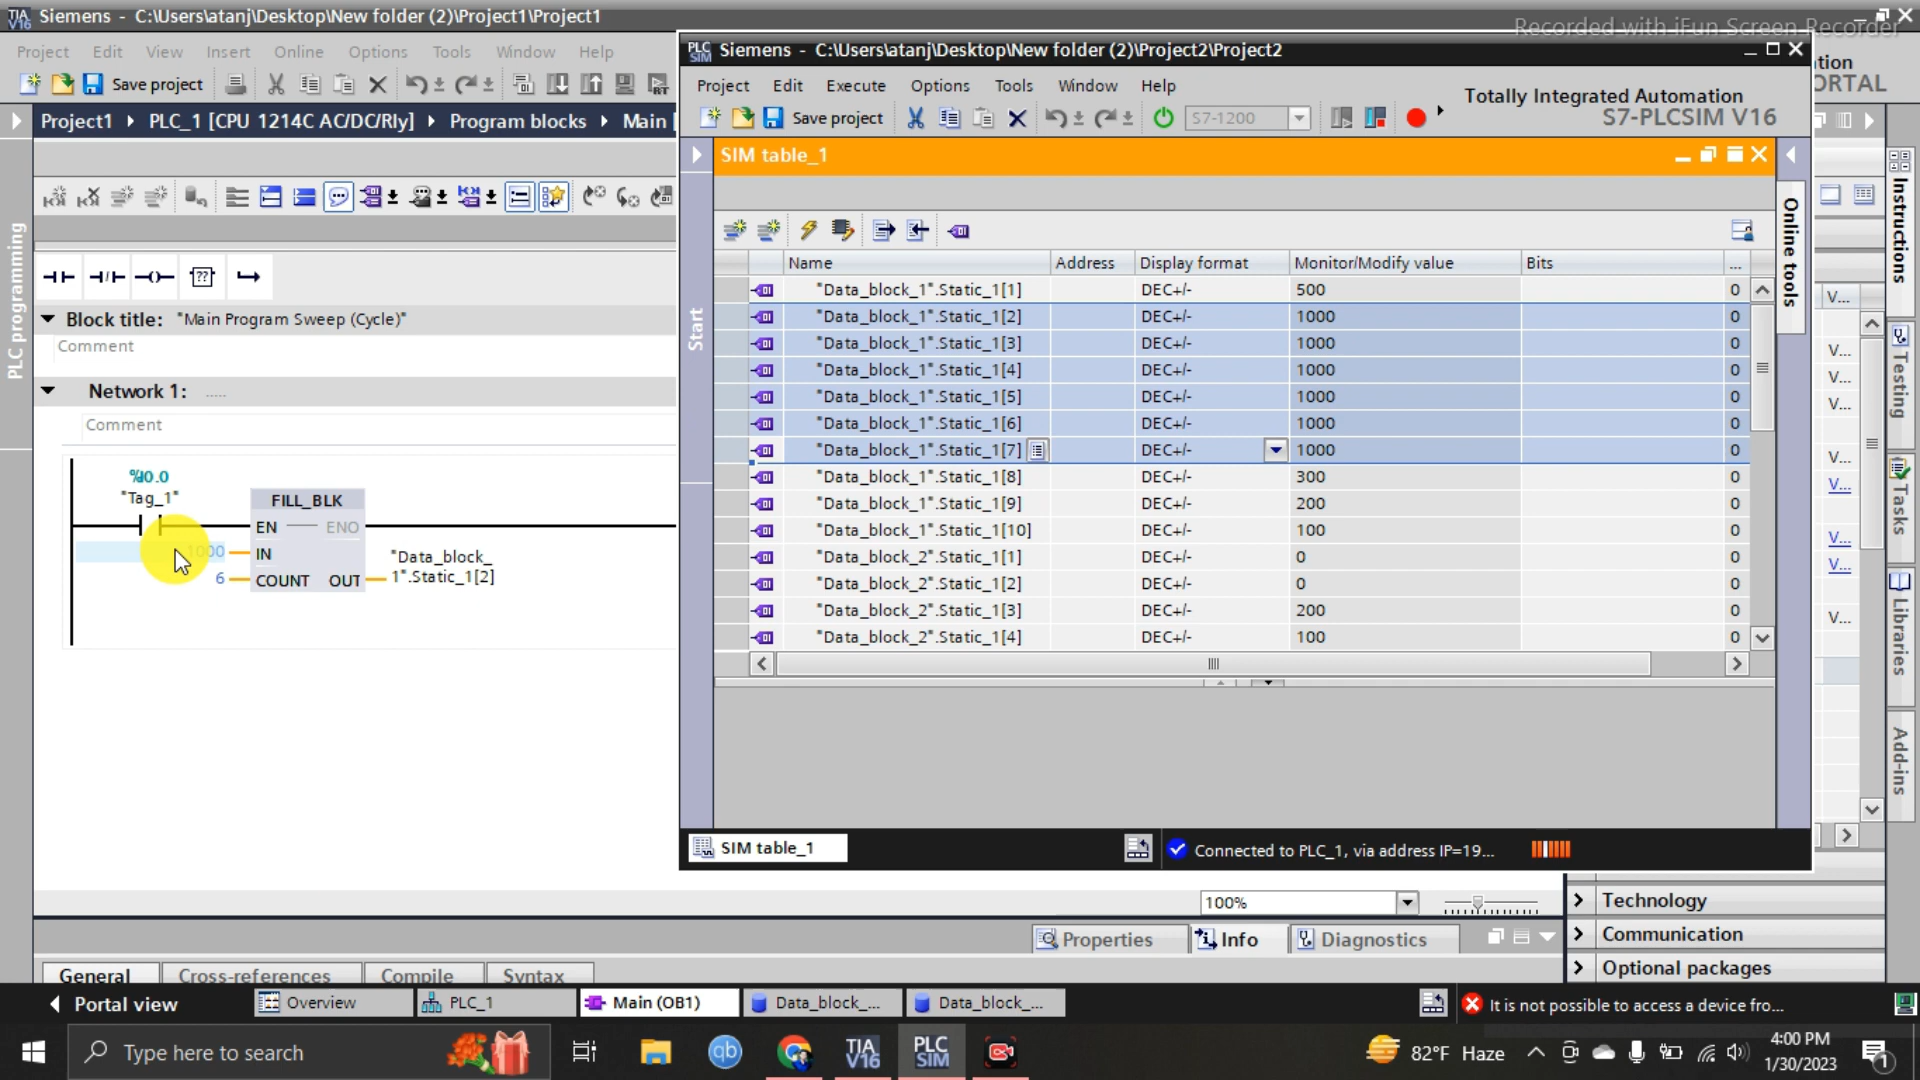 Siemens - C:\Users\atanj\Desktop\New folder (2)\Project1\Project1
Recorded with iFun Screen Recorder
Project Edit View Insert Online Options Tools Window Help
Save project
PORTAL
Project1 PLC_1 [CPU 1214C AC/DC/Rly] Program blocks Main [
Siemens - C:\Users\atanj\Desktop\New folder (2)\Project2\Project2
Project Edit Execute Options Tools Window Help
Totally Integrated Automation
S7-PLCSIM V16
Save project
S7-1200
SIM table_1
Name Address Display format Monitor/Modify value Bits ...
"Data_block_1".Static_1[1] DEC+/- 500 0
"Data_block_1".Static_1[2] DEC+/- 1000 0
"Data_block_1".Static_1[3] DEC+/- 1000 0
"Data_block_1".Static_1[4] DEC+/- 1000 0
"Data_block_1".Static_1[5] DEC+/- 1000 0
"Data_block_1".Static_1[6] DEC+/- 1000 0
"Data_block_1".Static_1[7] DEC+/- 1000 0
"Data_block_1".Static_1[8] DEC+/- 300 0
"Data_block_1".Static_1[9] DEC+/- 200 0
"Data_block_1".Static_1[10] DEC+/- 100 0
"Data_block_2".Static_1[1] DEC+/- 0 0
"Data_block_2".Static_1[2] DEC+/- 0 0
"Data_block_2".Static_1[3] DEC+/- 200 0
"Data_block_2".Static_1[4] DEC+/- 100 0
SIM table_1
Connected to PLC_1, via address IP=19...
Start
Online tools
PLC programming
Block title: "Main Program Sweep (Cycle)"
Comment
Network 1: .....
Comment
%I0.0
"Tag_1"
FILL_BLK
EN ENO
1000 IN
6 COUNT OUT
"Data_block_
1".Static_1[2]
Instructions
Testing
Tasks
Libraries
Add-ins
V...
V...
V...
V...
V...
V...
V...
V...
V...
100%
Properties Info Diagnostics
General Cross-references Compile Syntax
Technology
Communication
Optional packages
Portal view Overview PLC_1 Main (OB1) Data_block_... Data_block_...
It is not possible to access a device fro...
Type here to search
qb
TIA
V16
PLC
SIM
82°F Haze
4:00 PM
1/30/2023
1